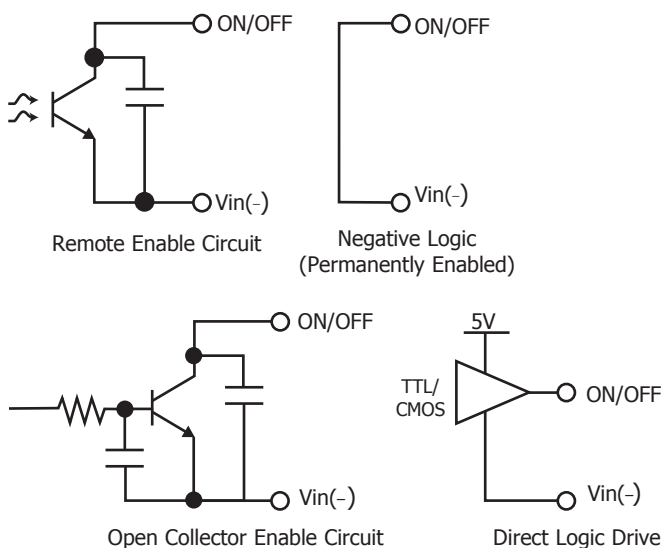 ON/OFF
Vin(–)
Remote Enable Circuit
ON/OFF
Vin(–)
Negative Logic
(Permanently Enabled)
ON/OFF
Vin(–)
Open Collector Enable Circuit
5V
TTL/
CMOS
ON/OFF
Vin(–)
Direct Logic Drive